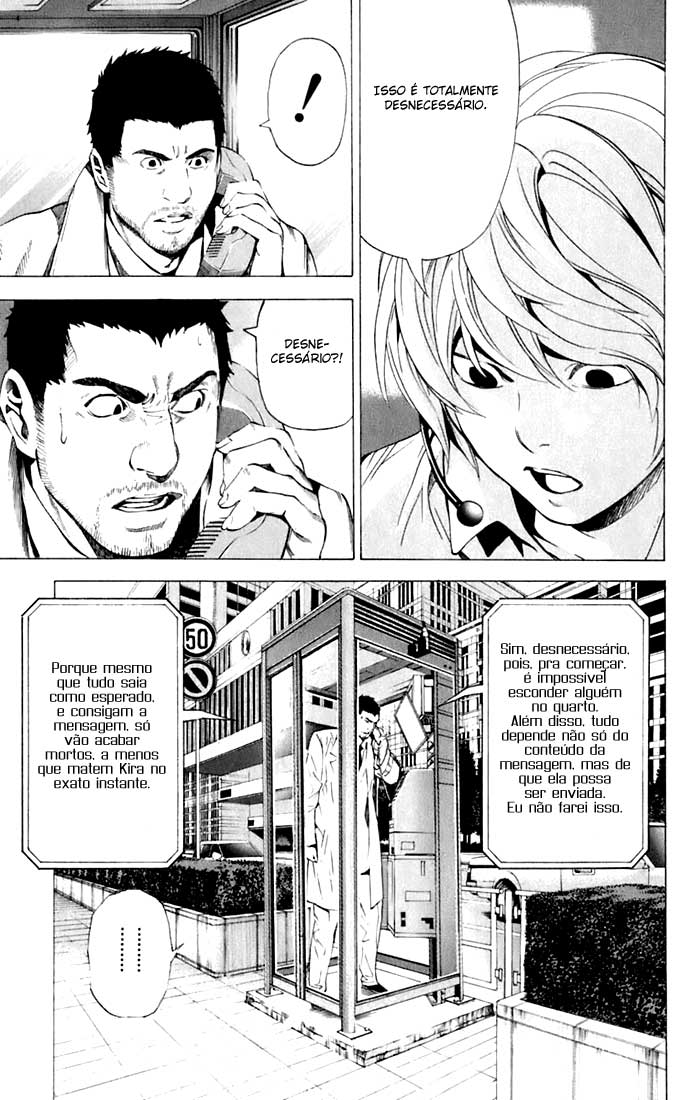 ISSO É TOTALMENTE
DESNECESSÁRIO.
!
DESNE-
CESSÁRIO?!
Sim, desnecessário,
pois, pra começar,
é impossível
esconder alguém
no quarto.
Além disso, tudo
depende não só do
conteúdo da
mensagem, mas de
que ela possa
ser enviada.
Eu não farei isso.
50
Porque mesmo
que tudo saia
como esperado,
e consigam a
mensagem, só
vão acabar
mortos, a menos
que matem Kira no
exato instante.
........